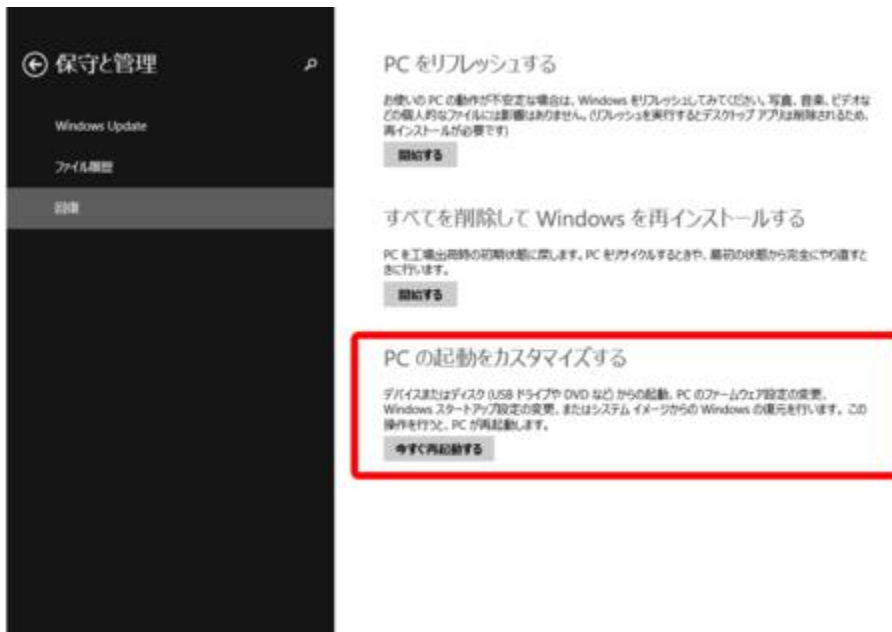 保守と管理
Windows Update
ファイル履歴
回復
PC をリフレッシュする
お使いの PC の動作が不安定な場合は、Windows をリフレッシュしてみてください。写真、音楽、ビデオな
どの個人的なファイルには影響はありません。(リフレッシュを実行するとデスクトップ アプリは削除されるため、
再インストールが必要です)
開始する
すべてを削除して Windows を再インストールする
PC を工場出荷時の初期状態に戻します。PC をリサイクルするときや、最初の状態から完全にやり直すと
きに行います。
開始する
PC の起動をカスタマイズする
デバイスまたはディスク (USB ドライブや DVD など) からの起動、PC のファームウェア設定の変更、
Windows スタートアップ設定の変更、またはシステム イメージからの Windows の復元を行います。この
操作を行うと、PC が再起動します。
今すぐ再起動する